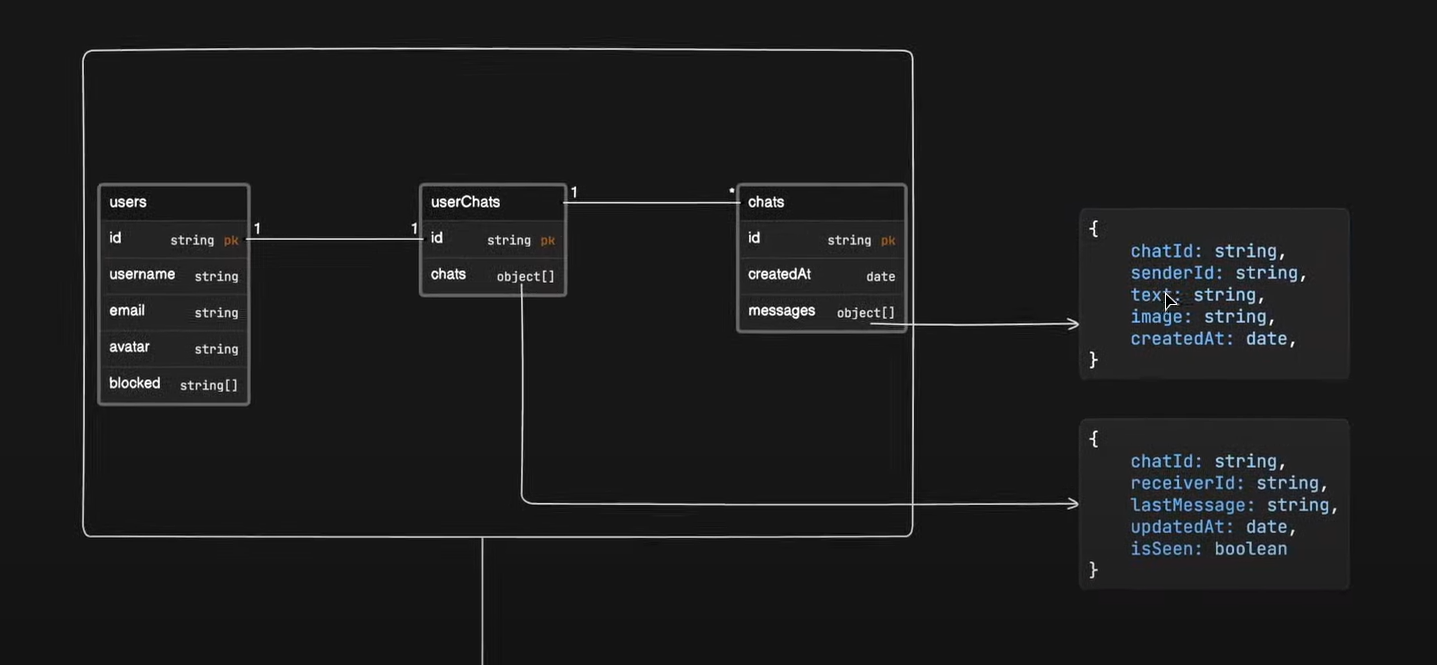 users
id string pk
username string
email string
avatar string
blocked string[]
1 1
userChats
id string pk
chats object[]
1 *
chats
id string pk
createdAt date
messages object[]
{
chatId: string,
senderId: string,
text: string,
image: string,
createdAt: date,
}
{
chatId: string,
receiverId: string,
lastMessage: string,
updatedAt: date,
isSeen: boolean
}